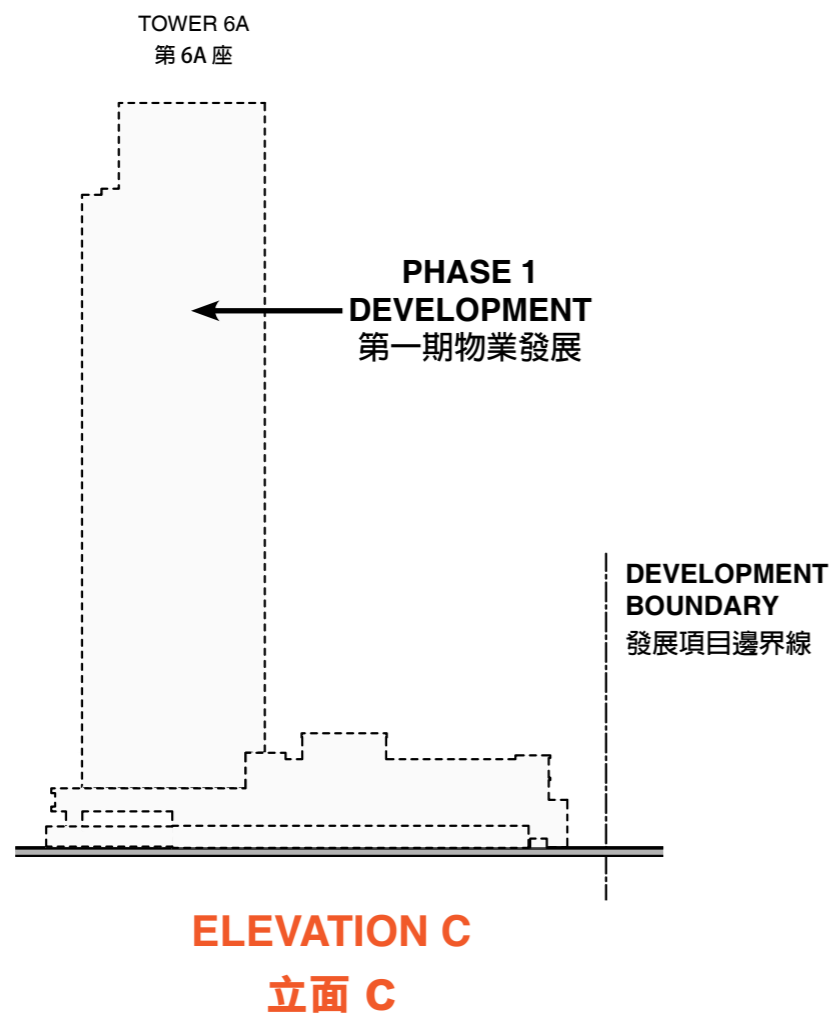 TOWER 6A
第 6A 座
PHASE 1
DEVELOPMENT
第一期物業發展
DEVELOPMENT
BOUNDARY
發展項目邊界線
ELEVATION C
立面 C